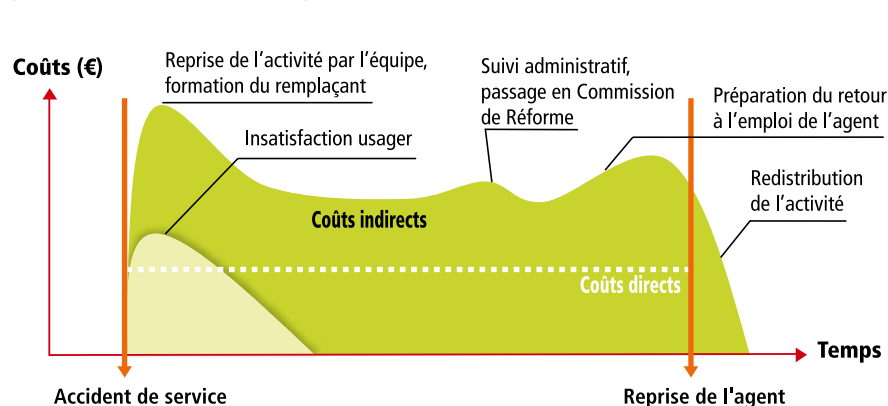 Coûts (€)
Reprise de l'activité par l'équipe,
formation du remplaçant
Insatisfaction usager
Suivi administratif,
passage en Commission
de Réforme
Préparation du retour
à l'emploi de l'agent
Redistribution
de l'activité
Coûts indirects
Coûts directs
Temps
Accident de service
Reprise de l'agent